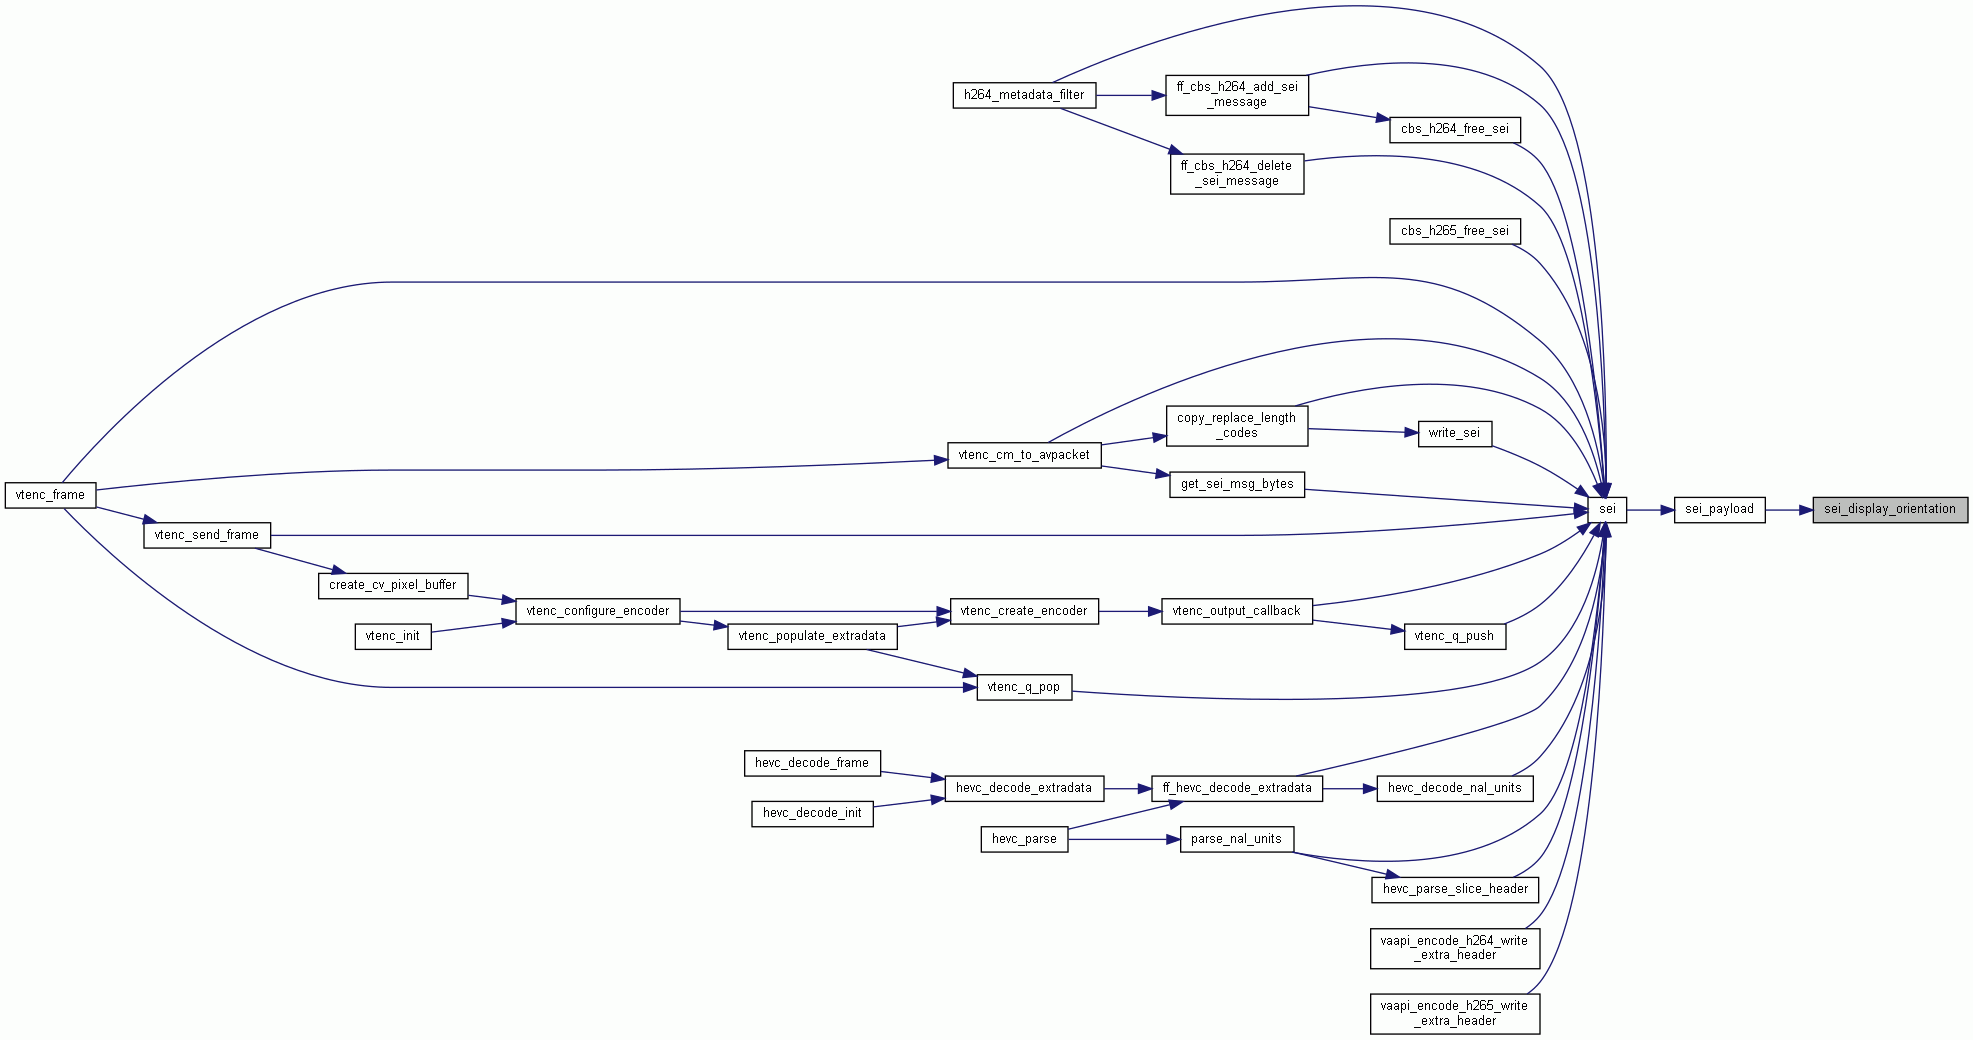 h264_metadata_filter
ff_cbs_h264_add_sei
_message
cbs_h264_free_sei
ff_cbs_h264_delete
_sei_message
cbs_h265_free_sei
copy_replace_length
_codes
write_sei
vtenc_cm_to_avpacket
get_sei_msg_bytes
vtenc_frame
sei
sei_payload
sei_display_orientation
vtenc_send_frame
create_cv_pixel_buffer
vtenc_configure_encoder
vtenc_create_encoder
vtenc_output_callback
vtenc_init
vtenc_populate_extradata
vtenc_q_push
vtenc_q_pop
hevc_decode_frame
hevc_decode_extradata
ff_hevc_decode_extradata
hevc_decode_nal_units
hevc_decode_init
hevc_parse
parse_nal_units
hevc_parse_slice_header
vaapi_encode_h264_write
_extra_header
vaapi_encode_h265_write
_extra_header